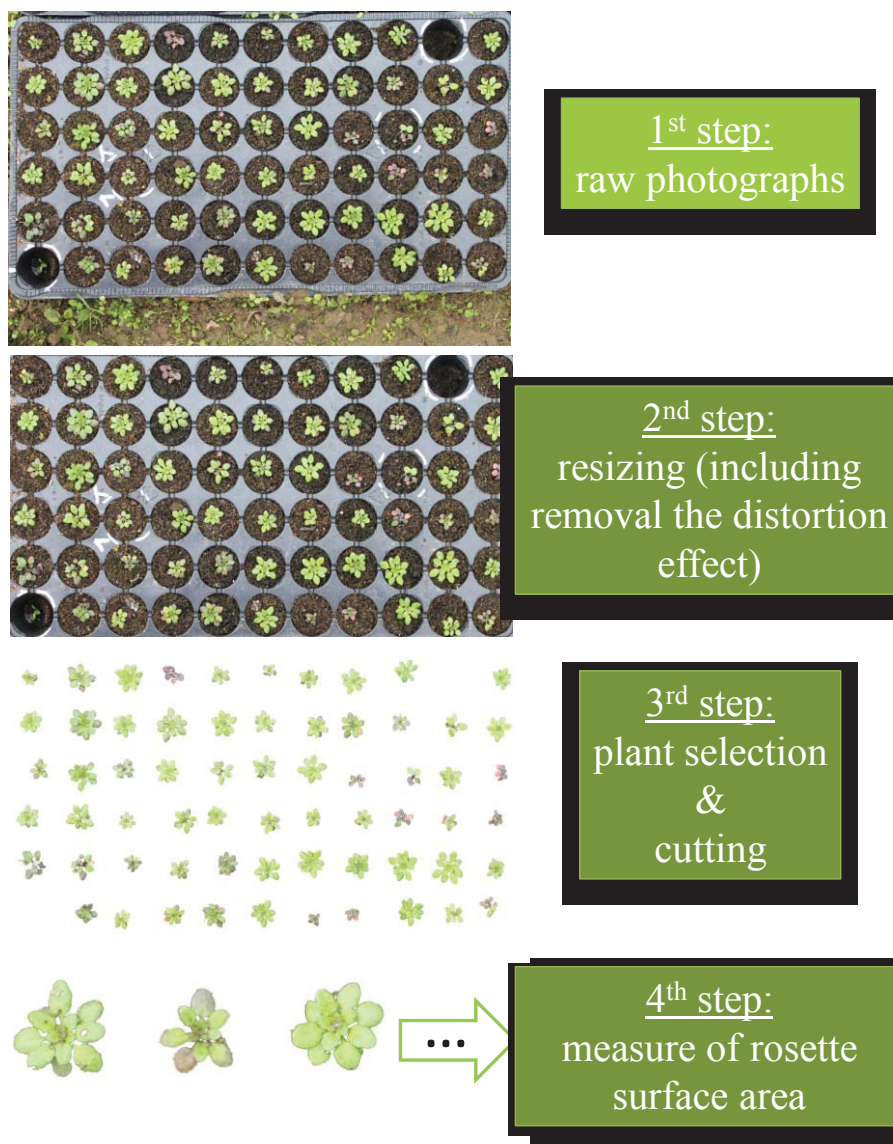 1st step:
raw photographs
2nd step:
resizing (including
removal the distortion
effect)
3rd step:
plant selection
&
cutting
...
4th step:
measure of rosette
surface area